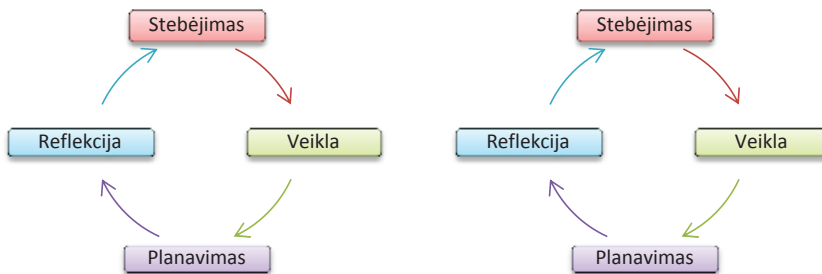 Stebėjimas
Reflekcija
Veikla
Planavimas
Stebėjimas
Reflekcija
Veikla
Planavimas